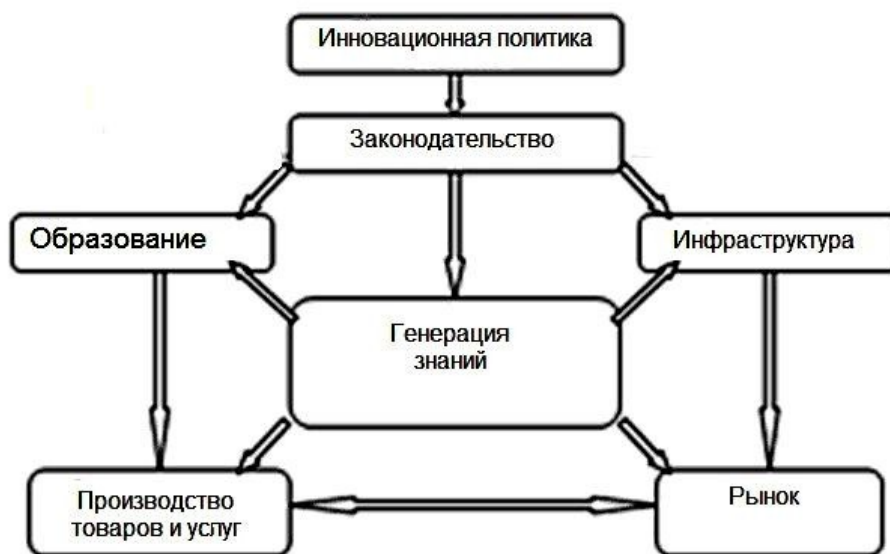 Инновационная политика
Законодательство
Образование
Инфраструктура
Генерация
знаний
Производство
товаров и услуг
Рынок